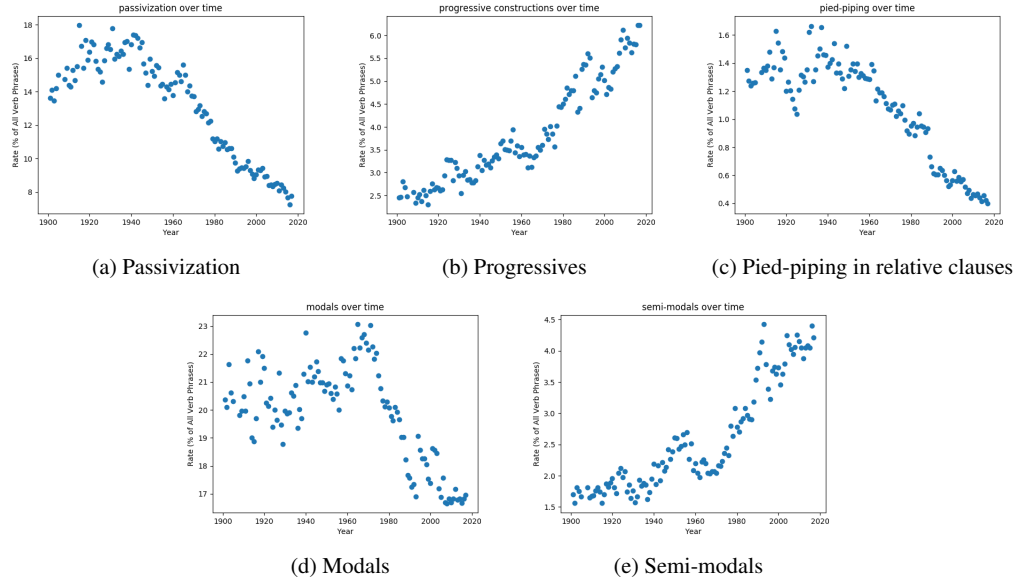 passivization over time
18
16
14
12
10
8
Rate (% of All Verb Phrases)
1900 1920 1940 1960 1980 2000 2020
Year
(a) Passivization
progressive constructions over time
6.0
5.5
5.0
4.5
4.0
3.5
3.0
2.5
Rate (% of All Verb Phrases)
1900 1920 1940 1960 1980 2000 2020
Year
(b) Progressives
pied-piping over time
1.6
1.4
1.2
1.0
0.8
0.6
0.4
Rate (% of All Verb Phrases)
1900 1920 1940 1960 1980 2000 2020
Year
(c) Pied-piping in relative clauses
modals over time
23
22
21
20
19
18
17
Rate (% of All Verb Phrases)
1900 1920 1940 1960 1980 2000 2020
Year
(d) Modals
semi-modals over time
4.5
4.0
3.5
3.0
2.5
2.0
1.5
Rate (% of All Verb Phrases)
1900 1920 1940 1960 1980 2000 2020
Year
(e) Semi-modals